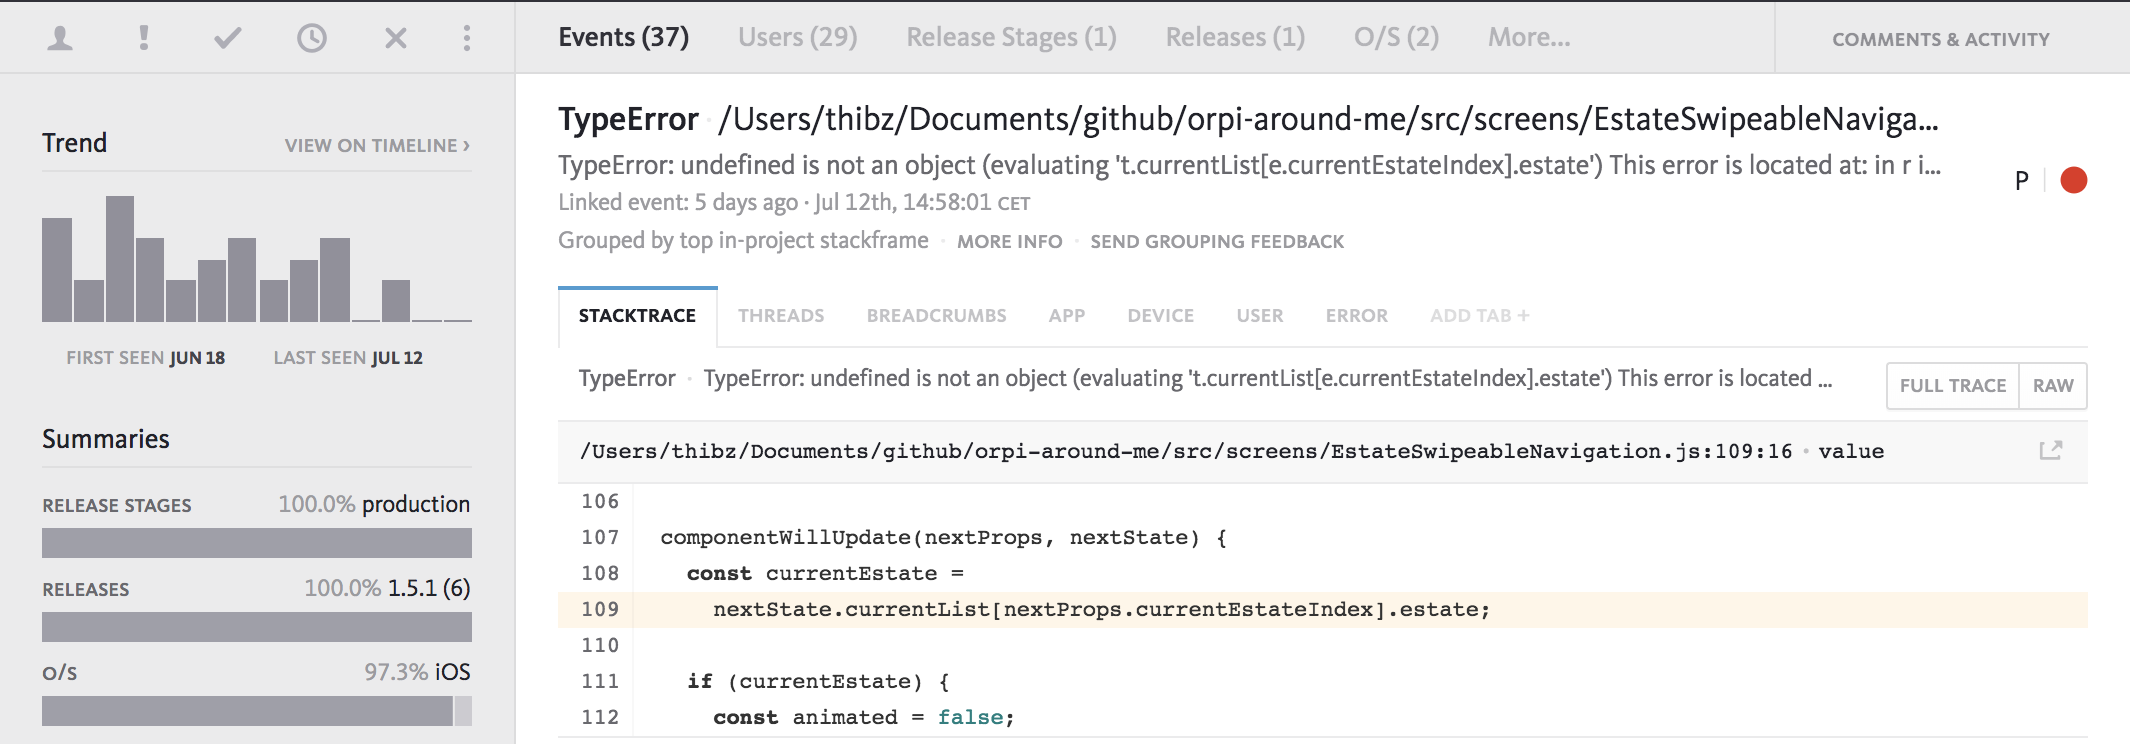 Events (37) Users (29) Release Stages (1) Releases (1) O/S (2) More... COMMENTS & ACTIVITY
Trend VIEW ON TIMELINE ›
FIRST SEEN JUN 18 LAST SEEN JUL 12
Summaries
RELEASE STAGES 100.0% production
RELEASES 100.0% 1.5.1 (6)
O/S 97.3% iOS
TypeError · /Users/thibz/Documents/github/orpi-around-me/src/screens/EstateSwipeableNaviga...
TypeError: undefined is not an object (evaluating 't.currentList[e.currentEstateIndex].estate') This error is located at: in r i...
P
Linked event: 5 days ago · Jul 12th, 14:58:01 CET
Grouped by top in-project stackframe · MORE INFO · SEND GROUPING FEEDBACK
STACKTRACE THREADS BREADCRUMBS APP DEVICE USER ERROR ADD TAB +
TypeError · TypeError: undefined is not an object (evaluating 't.currentList[e.currentEstateIndex].estate') This error is located ...
FULL TRACE RAW
/Users/thibz/Documents/github/orpi-around-me/src/screens/EstateSwipeableNavigation.js:109:16 · value
106
107 componentWillUpdate(nextProps, nextState) {
108 const currentEstate =
109 nextState.currentList[nextProps.currentEstateIndex].estate;
110
111 if (currentEstate) {
112 const animated = false;